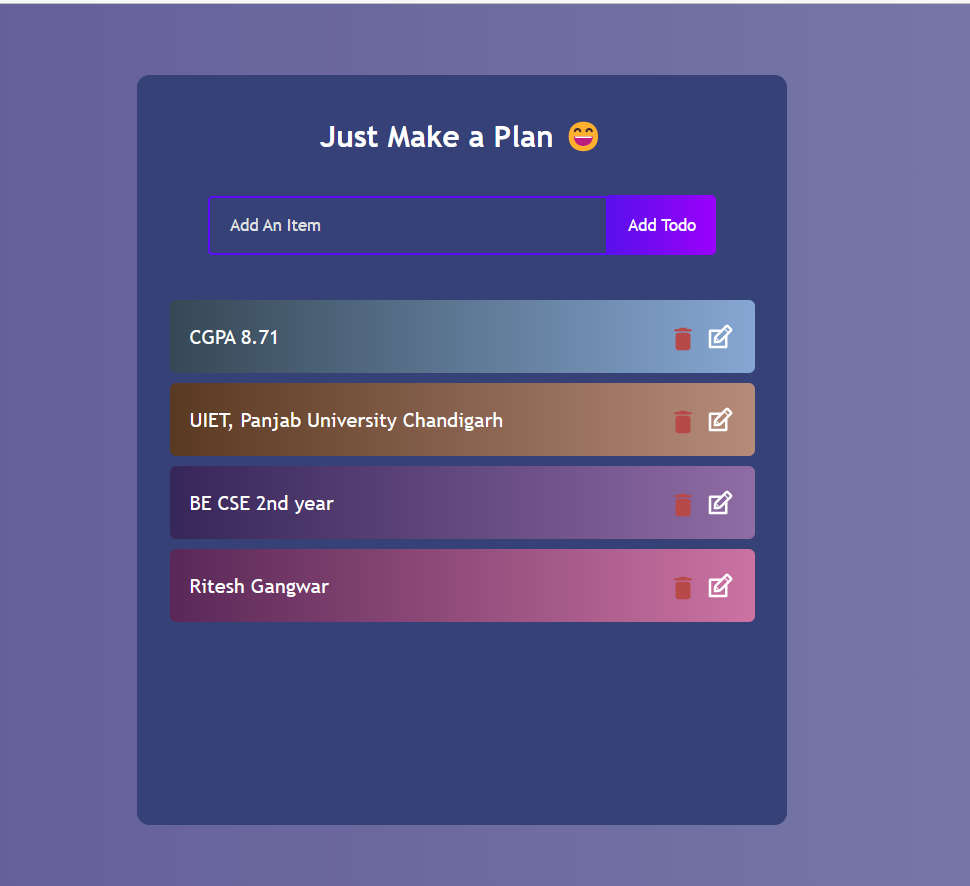 Just Make a Plan 😄
Add An Item
Add Todo
CGPA 8.71
UIET, Panjab University Chandigarh
BE CSE 2nd year
Ritesh Gangwar